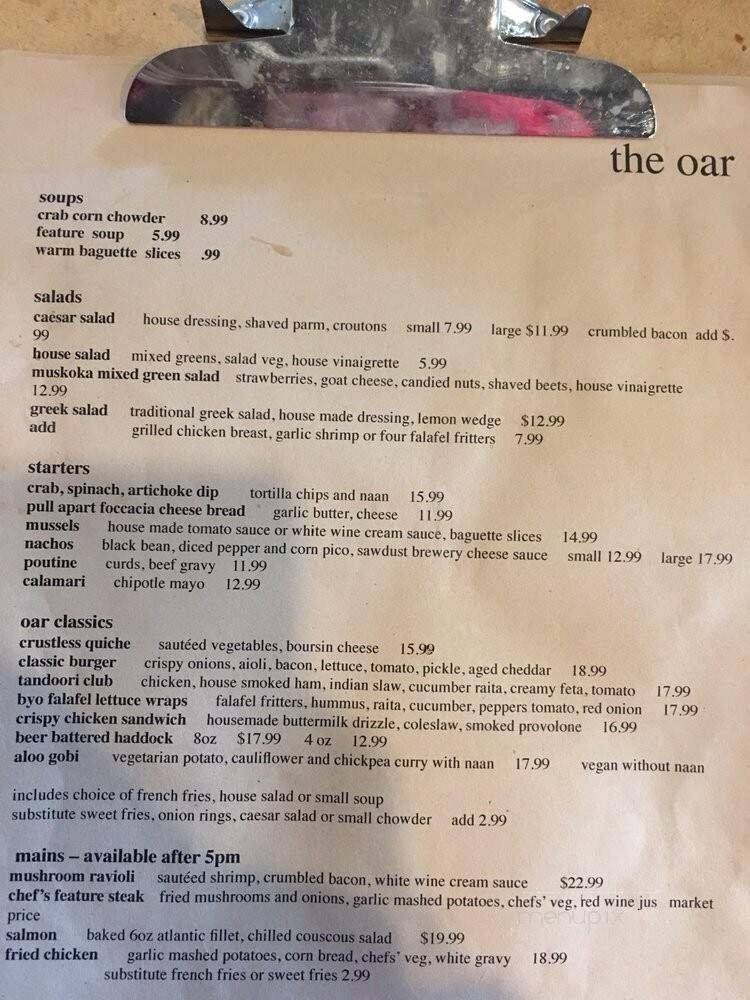 the oar
soups
crab corn chowder 8.99
feature soup 5.99
warm baguette slices .99
salads
caesar salad house dressing, shaved parm, croutons small 7.99 large $11.99 crumbled bacon add $.
99
house salad mixed greens, salad veg, house vinaigrette 5.99
muskoka mixed green salad strawberries, goat cheese, candied nuts, shaved beets, house vinaigrette
12.99
greek salad traditional greek salad, house made dressing, lemon wedge $12.99
add grilled chicken breast, garlic shrimp or four falafel fritters 7.99
starters
crab, spinach, artichoke dip tortilla chips and naan 15.99
pull apart foccacia cheese bread garlic butter, cheese 11.99
mussels house made tomato sauce or white wine cream sauce, baguette slices 14.99
nachos black bean, diced pepper and corn pico, sawdust brewery cheese sauce small 12.99 large 17.99
poutine curds, beef gravy 11.99
calamari chipotle mayo 12.99
oar classics
crustless quiche sautéed vegetables, boursin cheese 15.99
classic burger crispy onions, aioli, bacon, lettuce, tomato, pickle, aged cheddar 18.99
tandoori club chicken, house smoked ham, indian slaw, cucumber raita, creamy feta, tomato 17.99
byo falafel lettuce wraps falafel fritters, hummus, raita, cucumber, peppers tomato, red onion 17.99
crispy chicken sandwich housemade buttermilk drizzle, coleslaw, smoked provolone 16.99
beer battered haddock 8oz $17.99 4 oz 12.99
aloo gobi vegetarian potato, cauliflower and chickpea curry with naan 17.99 vegan without naan
includes choice of french fries, house salad or small soup
substitute sweet fries, onion rings, caesar salad or small chowder add 2.99
mains – available after 5pm
mushroom ravioli sautéed shrimp, crumbled bacon, white wine cream sauce $22.99
chef's feature steak fried mushrooms and onions, garlic mashed potatoes, chefs' veg, red wine jus market
price
salmon baked 6oz atlantic fillet, chilled couscous salad $19.99
fried chicken garlic mashed potatoes, corn bread, chefs' veg, white gravy 18.99
substitute french fries or sweet fries 2.99